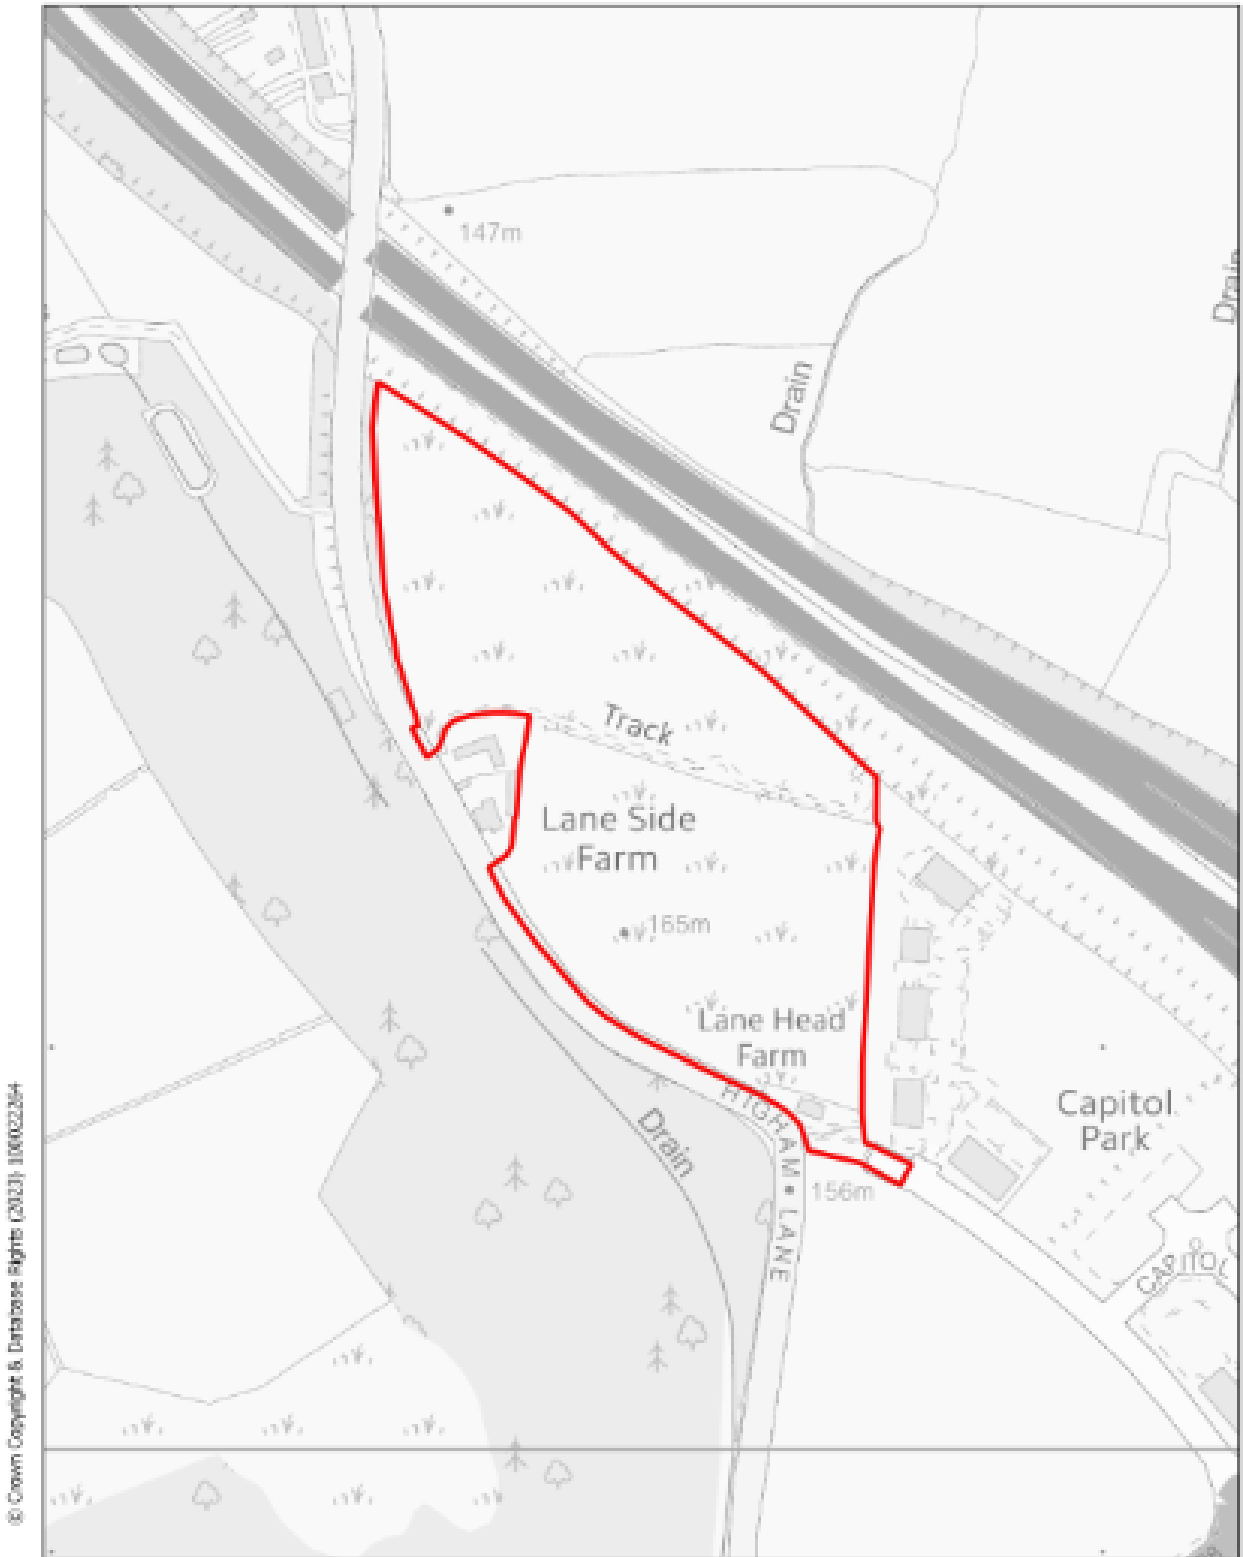 147m
Drain
Drain
Track
Lane Side
Farm
165m
Lane Head
Farm
HIGHAM LANE
Drain
156m
Capitol
Park
CAPITOL
© Crown Copyright & Database Rights (2023) 100022264